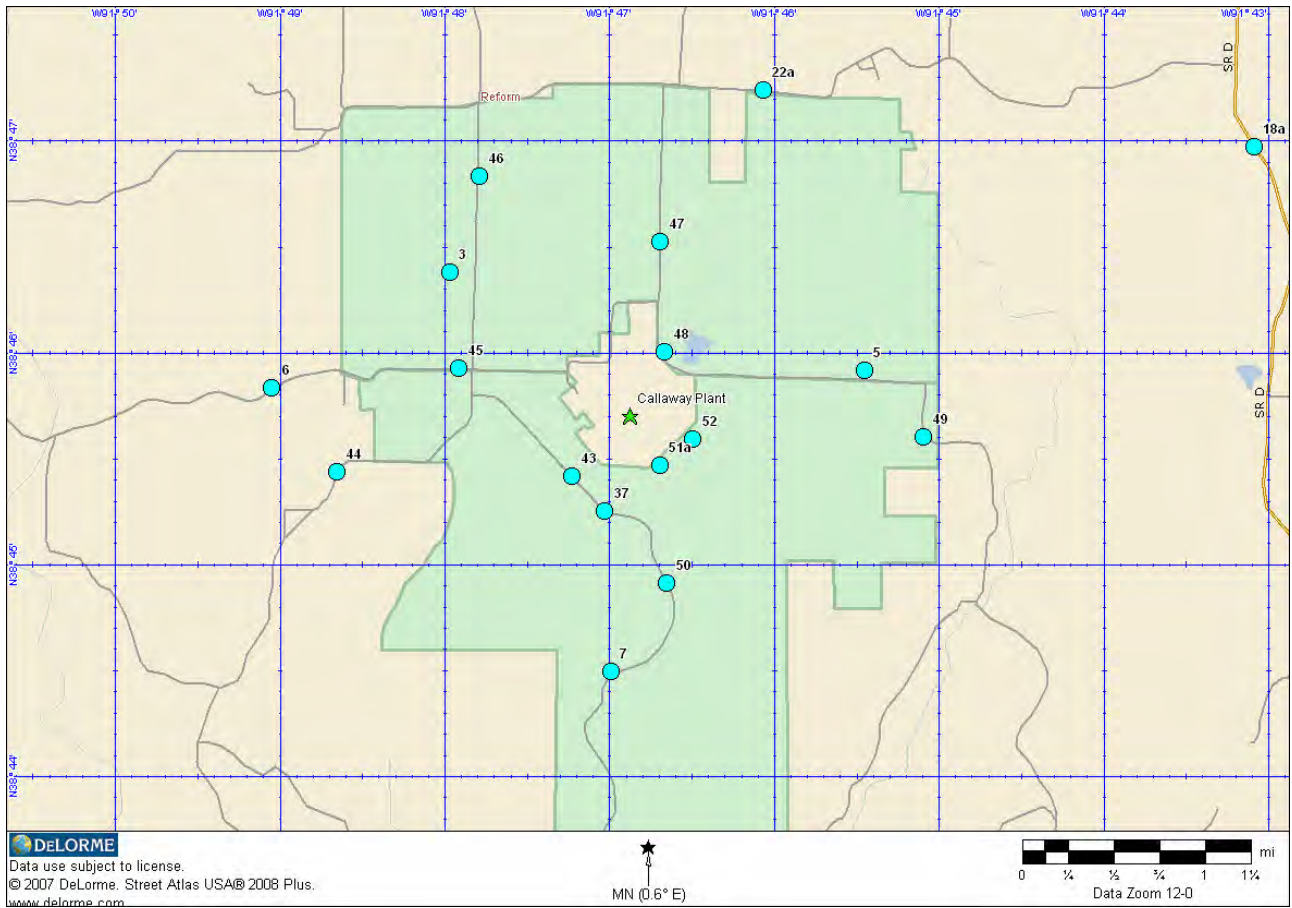 W91° 50'
W91° 49'
W91° 48'
W91° 47'
W91° 46'
W91° 45'
W91° 44'
W91° 43'
SR D
22a
Reform
N38° 47'
18a
46
47
3
48
N38° 46'
45
5
6
Callaway Plant
SR D
49
52
51a
44
43
37
N38° 45'
50
7
N38° 44'
DELORME
Data use subject to license.
© 2007 DeLorme. Street Atlas USA® 2008 Plus.
www.delorme.com
MN (0.6° E)
mi
0 ¼ ½ ¾ 1 1¼
Data Zoom 12-0